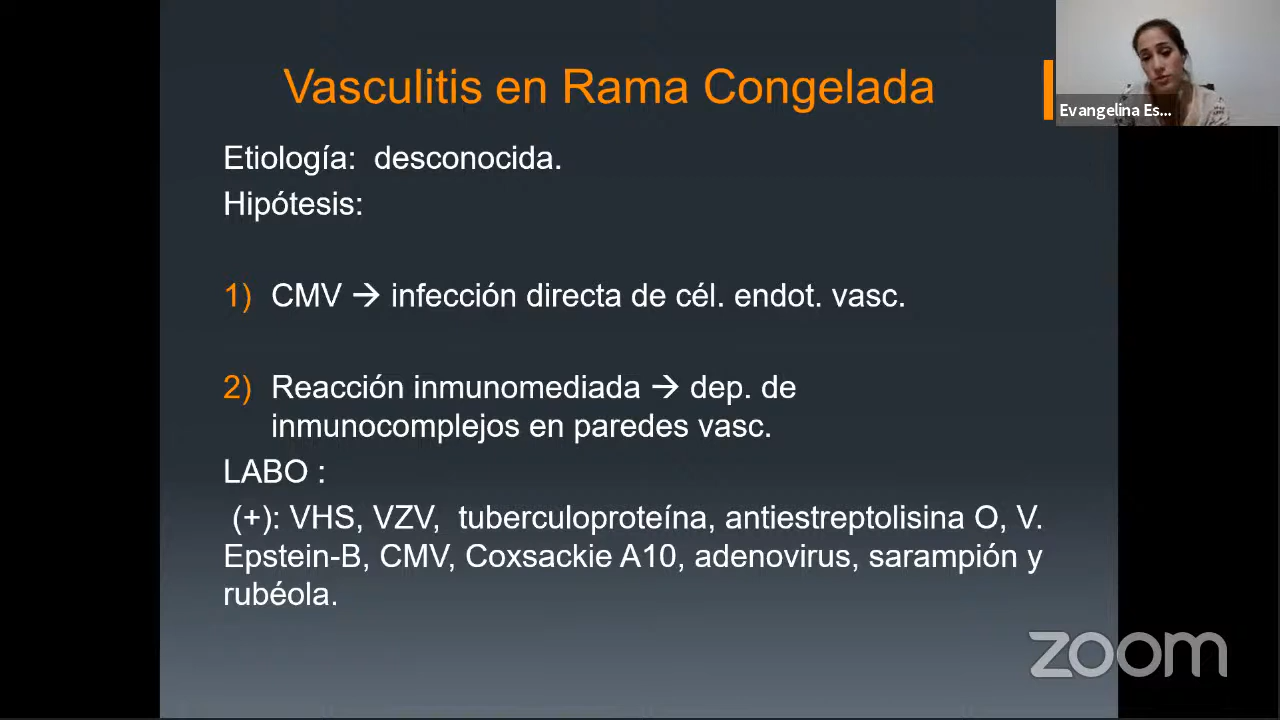 Vasculitis en Rama Congelada
Evangelina Es...
Etiología: desconocida.
Hipótesis:
1) CMV → infección directa de cél. endot. vasc.
2) Reacción inmunomediada → dep. de
inmunocomplejos en paredes vasc.
LABO :
(+): VHS, VZV, tuberculoproteína, antiestreptolisina O, V.
Epstein-B, CMV, Coxsackie A10, adenovirus, sarampión y
rubéola.
zoom